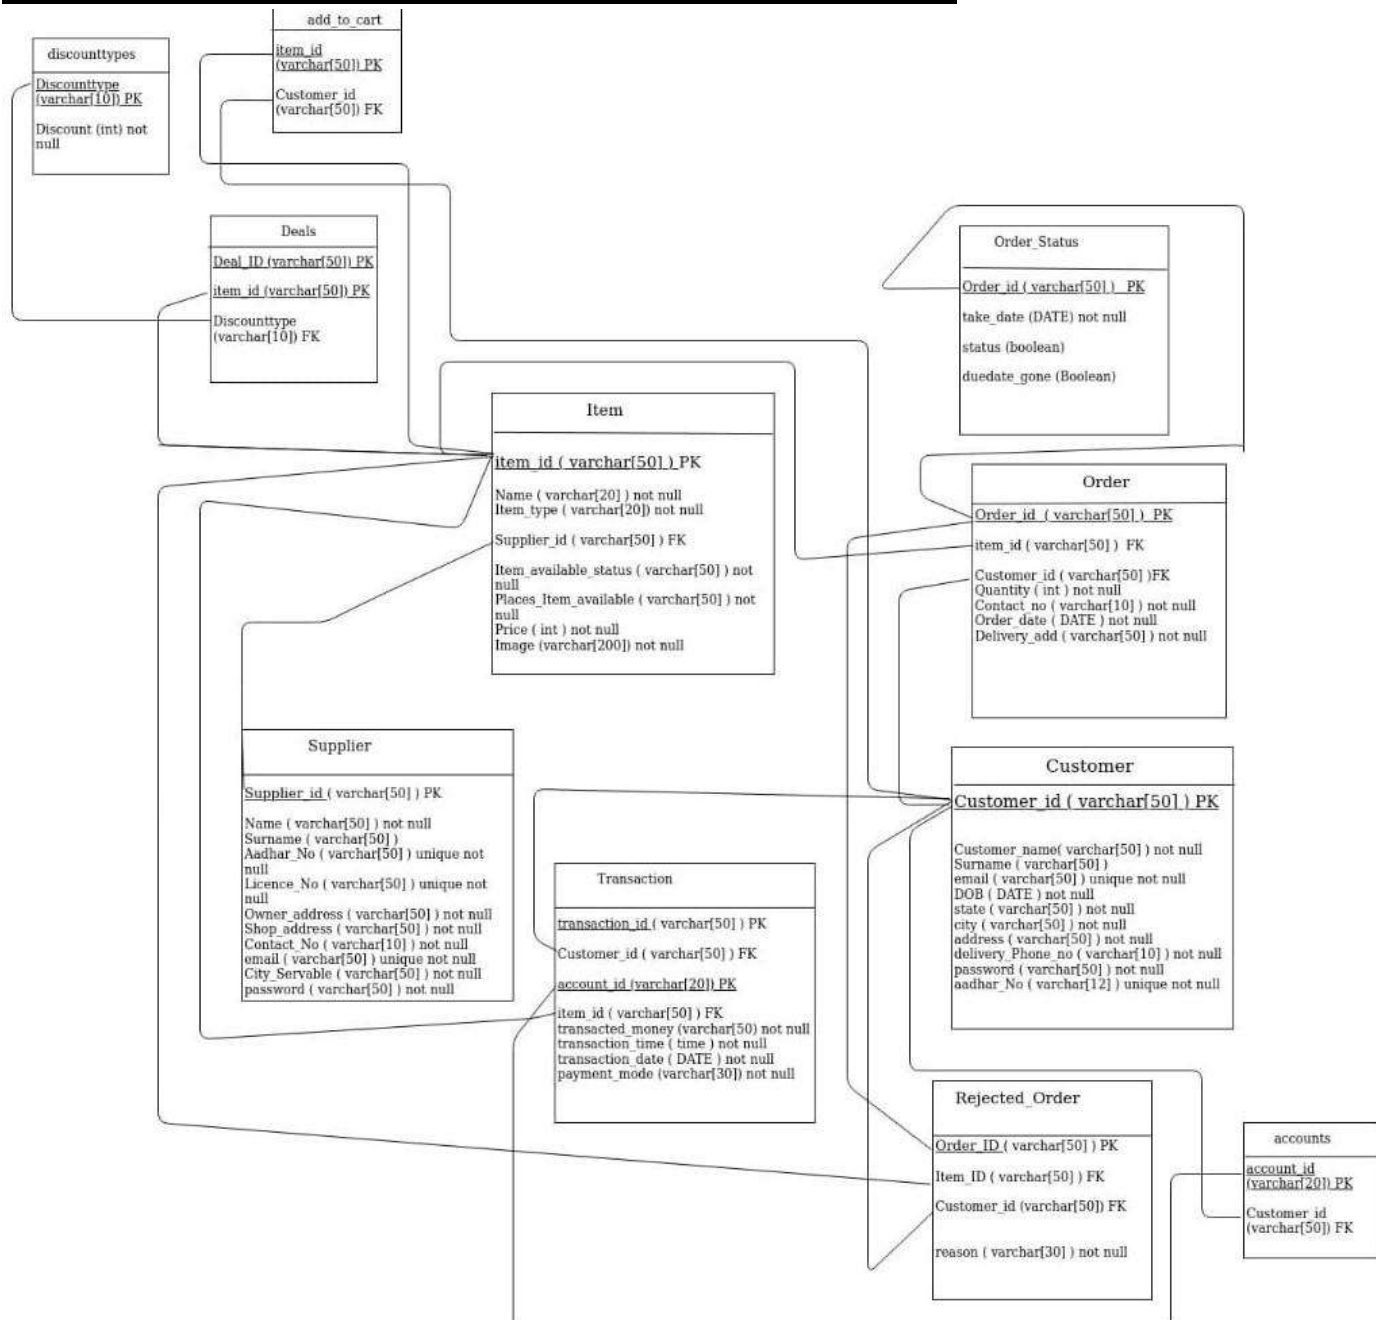 add_to_cart
item_id
(varchar[50]) PK
Customer_id
(varchar[50]) FK
discounttypes
Discounttype
(varchar[10]) PK
Discount (int) not
null
Deals
Deal_ID (varchar[50]) PK
item_id (varchar[50]) PK
Discounttype
(varchar[10]) FK
Order_Status
Order_id ( varchar[50] ) PK
take_date (DATE) not null
status (boolean)
duedate_gone (Boolean)
Item
item_id ( varchar[50] ) PK
Name ( varchar[20] ) not null
Item_type ( varchar[20]) not null
Supplier_id ( varchar[50] ) FK
Item_available_status ( varchar[50] ) not
null
Places_Item_available ( varchar[50] ) not
null
Price ( int ) not null
Image (varchar[200]) not null
Order
Order_id ( varchar[50] ) PK
item_id ( varchar[50] ) FK
Customer_id ( varchar[50] )FK
Quantity ( int ) not null
Contact_no ( varchar[10] ) not null
Order_date ( DATE ) not null
Delivery_add ( varchar[50] ) not null
Supplier
Supplier_id ( varchar[50] ) PK
Name ( varchar[50] ) not null
Surname ( varchar[50] )
Aadhar_No ( varchar[50] ) unique not
null
Licence_No ( varchar[50] ) unique not
null
Owner_address ( varchar[50] ) not null
Shop_address ( varchar[50] ) not null
Contact_No ( varchar[10] ) not null
email ( varchar[50] ) unique not null
City_Servable ( varchar[50] ) not null
password ( varchar[50] ) not null
Customer
Customer_id ( varchar[50] ) PK
Customer_name( varchar[50] ) not null
Surname ( varchar[50] )
email ( varchar[50] ) unique not null
DOB ( DATE ) not null
state ( varchar[50] ) not null
city ( varchar[50] ) not null
address ( varchar[50] ) not null
delivery_Phone_no ( varchar[10] ) not null
password ( varchar[50] ) not null
aadhar_No ( varchar[12] ) unique not null
Transaction
transaction_id ( varchar[50] ) PK
Customer_id ( varchar[50] ) FK
account_id (varchar[20]) PK
item_id ( varchar[50] ) FK
transacted_money (varchar(50) not null
transaction_time ( time ) not null
transaction_date ( DATE ) not null
payment_mode (varchar[30]) not null
Rejected_Order
Order_ID ( varchar[50] ) PK
Item_ID ( varchar[50] ) FK
Customer_id (varchar[50]) FK
reason ( varchar[30] ) not null
accounts
account_id
(varchar[20]) PK
Customer_id
(varchar[50]) FK